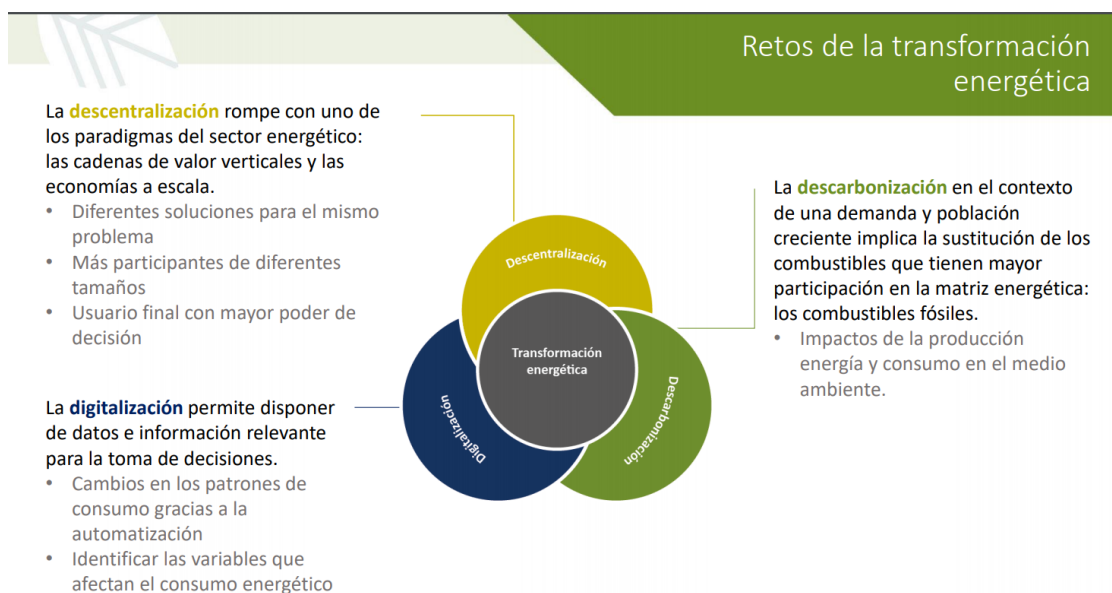 Retos de la transformación
energética
La descentralización rompe con uno de
los paradigmas del sector energético:
las cadenas de valor verticales y las
economías a escala.
• Diferentes soluciones para el mismo
problema
• Más participantes de diferentes
tamaños
• Usuario final con mayor poder de
decisión
La digitalización permite disponer
de datos e información relevante
para la toma de decisiones.
• Cambios en los patrones de
consumo gracias a la
automatización
• Identificar las variables que
afectan el consumo energético
Descentralización
Transformación
energética
Digitalización
Descarbonización
La descarbonización en el contexto
de una demanda y población
creciente implica la sustitución de los
combustibles que tienen mayor
participación en la matriz energética:
los combustibles fósiles.
• Impactos de la producción
energía y consumo en el medio
ambiente.